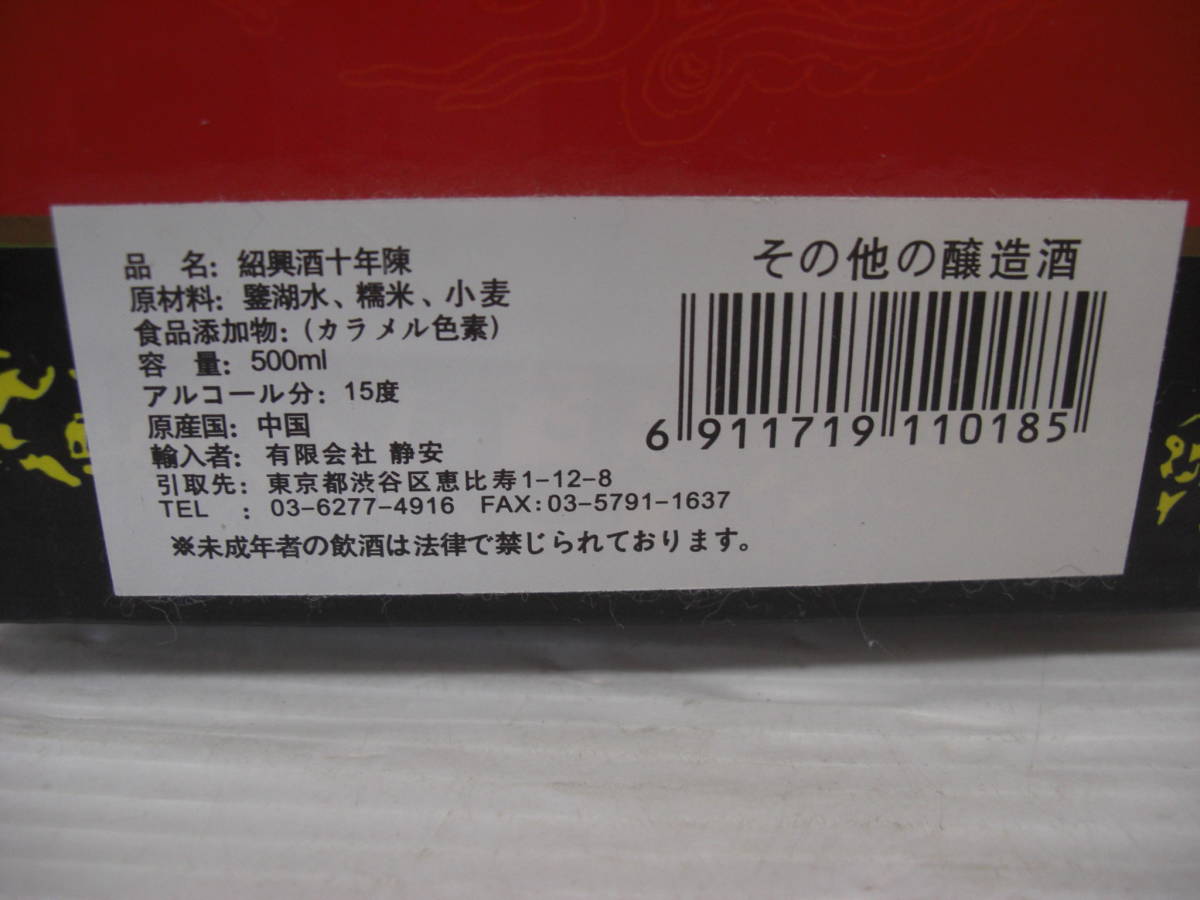 品 名: 紹興酒十年陳
原材料: 鑒湖水、糯米、小麦
食品添加物: (カラメル色素)
容 量: 500ml
アルコール分: 15度
原産国: 中国
輸入者: 有限会社 静安
引取先: 東京都渋谷区恵比寿1-12-8
TEL : 03-6277-4916 FAX:03-5791-1637
※未成年者の飲酒は法律で禁じられております。
その他の醸造酒
6 911719 110185